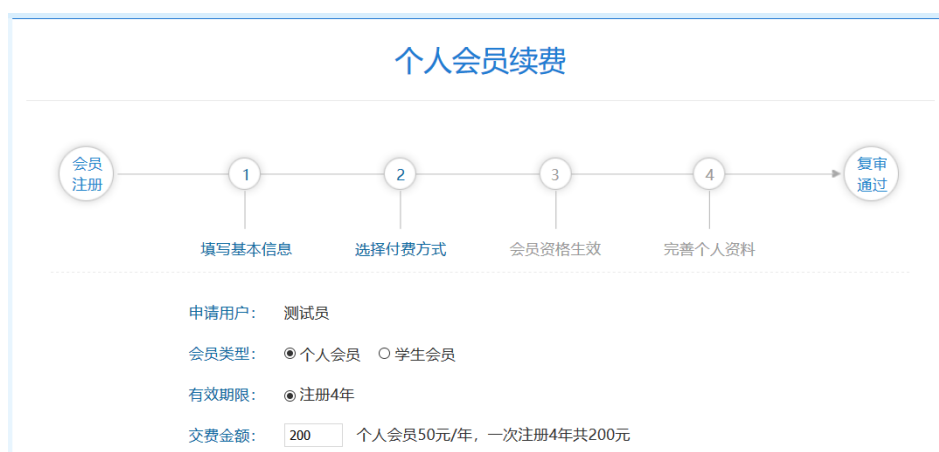 个人会员续费
会员
注册
1
2
3
4
复审
通过
填写基本信息
选择付费方式
会员资格生效
完善个人资料
申请用户： 测试员
会员类型： 个人会员 学生会员
有效期限： 注册4年
交费金额： 200 个人会员50元/年，一次注册4年共200元